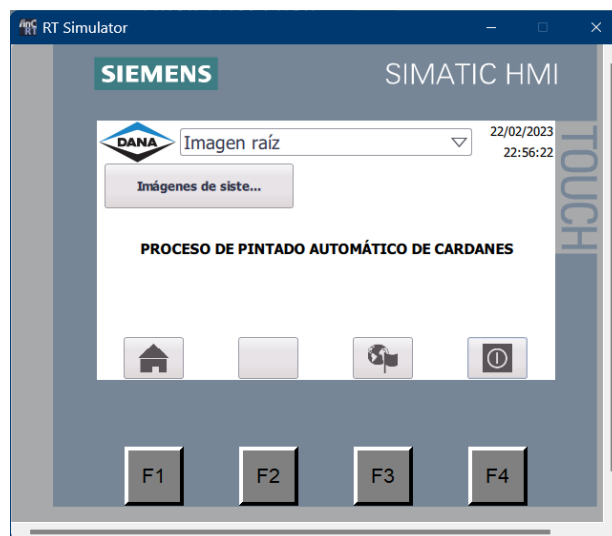 RT Simulator
SIEMENS
SIMATIC HMI
DANA
Imagen raíz
22/02/2023
22:56:22
TOUCH
Imágenes de siste...
PROCESO DE PINTADO AUTOMÁTICO DE CARDANES
F1
F2
F3
F4